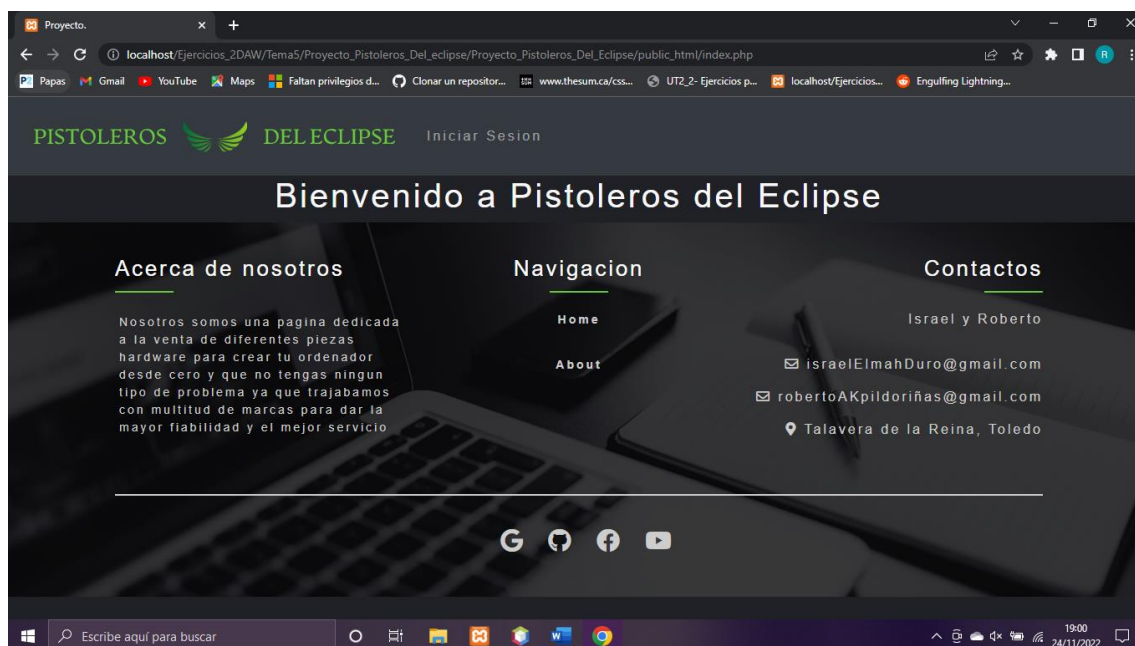 Proyecto.
localhost/Ejercicios_2DAW/Tema5/Proyecto_Pistoleros_Del_eclipse/Proyecto_Pistoleros_Del_Eclipse/public_html/index.php
R
Papas Gmail YouTube Maps Faltan privilegios d... Clonar un repositor... www.thesum.ca/css... UT2_2- Ejercicios p... localhost/Ejercicios... Engulfing Lightning...
PISTOLEROS DEL ECLIPSE Iniciar Sesion
Bienvenido a Pistoleros del Eclipse
Acerca de nosotros
Nosotros somos una pagina dedicada
a la venta de diferentes piezas
hardware para crear tu ordenador
desde cero y que no tengas ningun
tipo de problema ya que trajabamos
con multitud de marcas para dar la
mayor fiabilidad y el mejor servicio
Navigacion
Home
About
Contactos
Israel y Roberto
israelElmahDuro@gmail.com
robertoAKpildoriñas@gmail.com
Talavera de la Reina, Toledo
Escribe aquí para buscar
19:00
24/11/2022